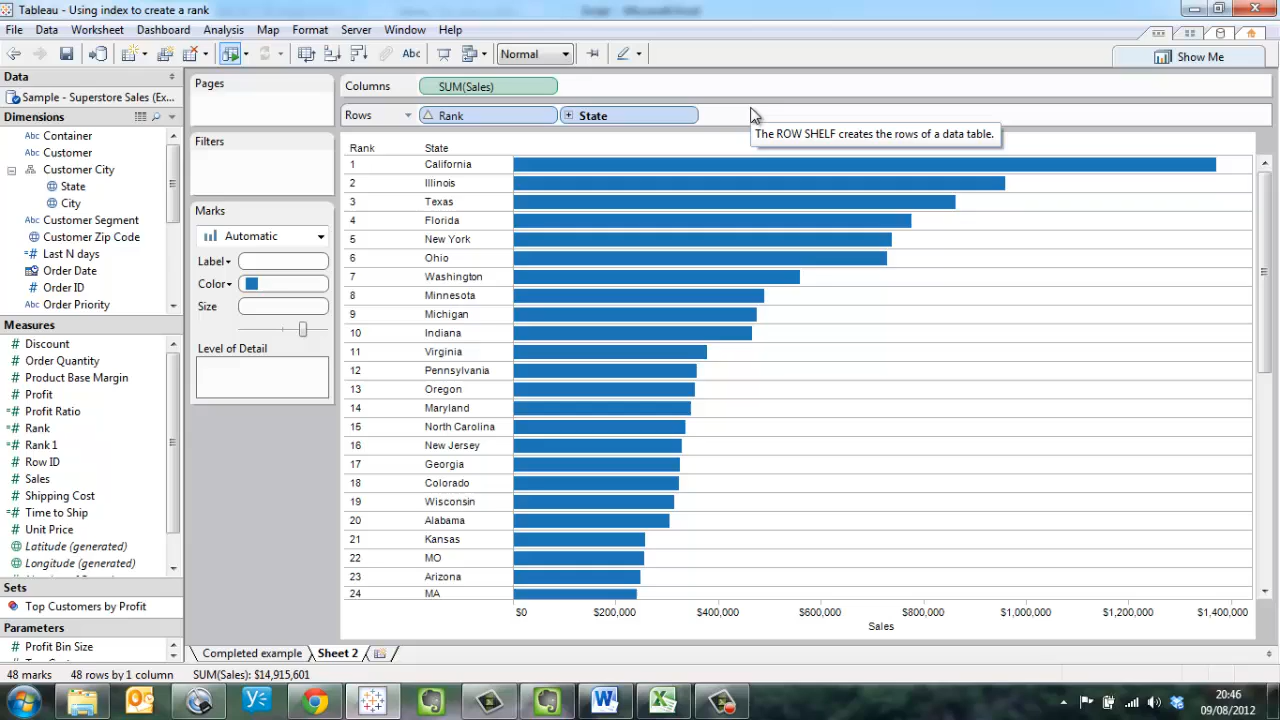 Tableau - Using index to create a rank
File Data Worksheet Dashboard Analysis Map Format Server Window Help
Abc Normal Show Me
Data
Sample - Superstore Sales (Ex...
Dimensions
Abc Container
Abc Customer
Customer City
State
City
Abc Customer Segment
Customer Zip Code
=# Last N days
Order Date
# Order ID
Abc Order Priority
Measures
# Discount
# Order Quantity
# Product Base Margin
# Profit
=# Profit Ratio
=# Rank
=# Rank 1
# Row ID
# Sales
# Shipping Cost
=# Time to Ship
# Unit Price
Latitude (generated)
Longitude (generated)
Sets
Top Customers by Profit
Parameters
# Profit Bin Size
Pages
Filters
Marks
Automatic
Label
Color
Size
Level of Detail
Columns SUM(Sales)
Rows Rank State
The ROW SHELF creates the rows of a data table.
Rank State
1 California
2 Illinois
3 Texas
4 Florida
5 New York
6 Ohio
7 Washington
8 Minnesota
9 Michigan
10 Indiana
11 Virginia
12 Pennsylvania
13 Oregon
14 Maryland
15 North Carolina
16 New Jersey
17 Georgia
18 Colorado
19 Wisconsin
20 Alabama
21 Kansas
22 MO
23 Arizona
24 MA
$0 $200,000 $400,000 $600,000 $800,000 $1,000,000 $1,200,000 $1,400,000
Sales
Completed example Sheet 2
48 marks 48 rows by 1 column SUM(Sales): $14,915,601
20:46
09/08/2012